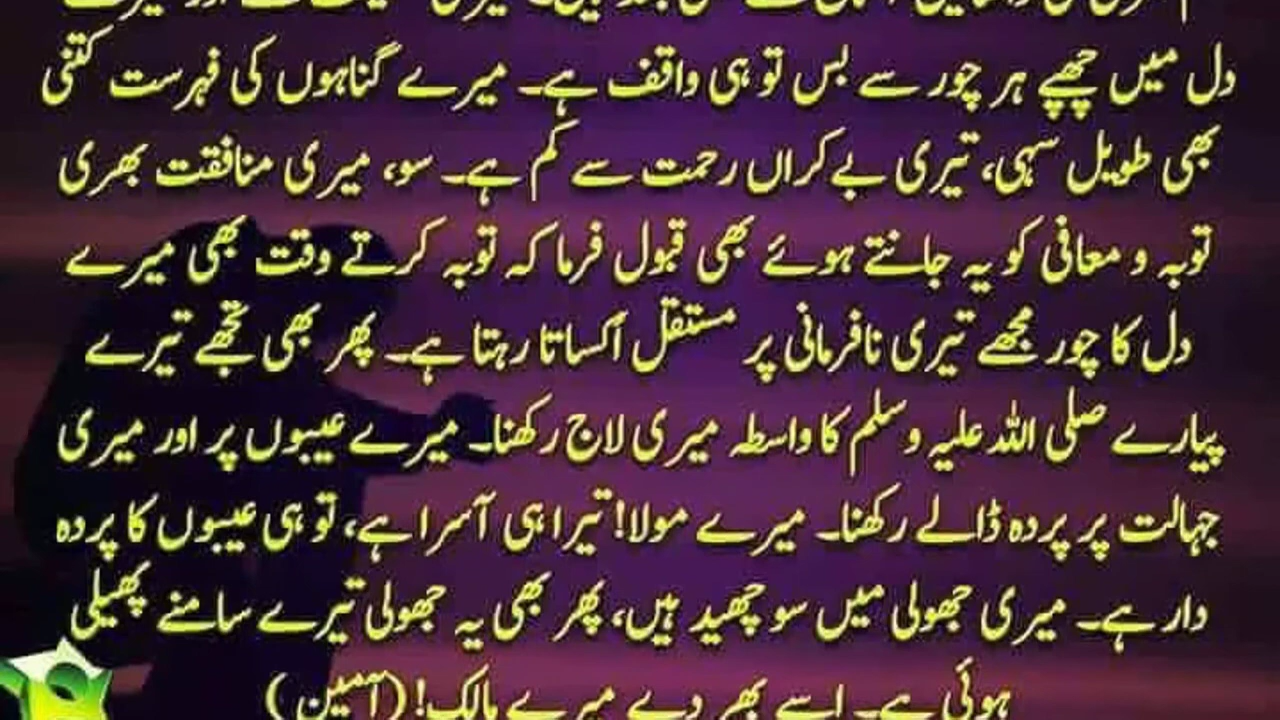 دل میں چھپے ہر چور سے بس تو ہی واقف ہے۔ میرے گناہوں کی فہرست کتنی
بھی طویل سہی، تیری بے کراں رحمت سے کم ہے۔ سو، میری منافقت بھری
توبہ و معافی کو یہ جانتے ہوئے بھی قبول فرما کہ توبہ کرتے وقت بھی میرے
دل کا چور مجھے تیری نافرمانی پر مستقل اُکساتا رہتا ہے۔ پھر بھی تجھے تیرے
پیارے صلی اللہ علیہ وسلم کا واسطہ میری لاج رکھنا۔ میرے عیبوں پر اور میری
جہالت پر پردہ ڈالے رکھنا۔ میرے مولا! تیرا ہی آسرا ہے، تو ہی عیبوں کا پردہ
دار ہے۔ میری جھولی میں سو چھید ہیں، پھر بھی یہ جھولی تیرے سامنے پھیلی
ہوئی ہے۔ اسے بھر دے میرے مالک! (آمین)